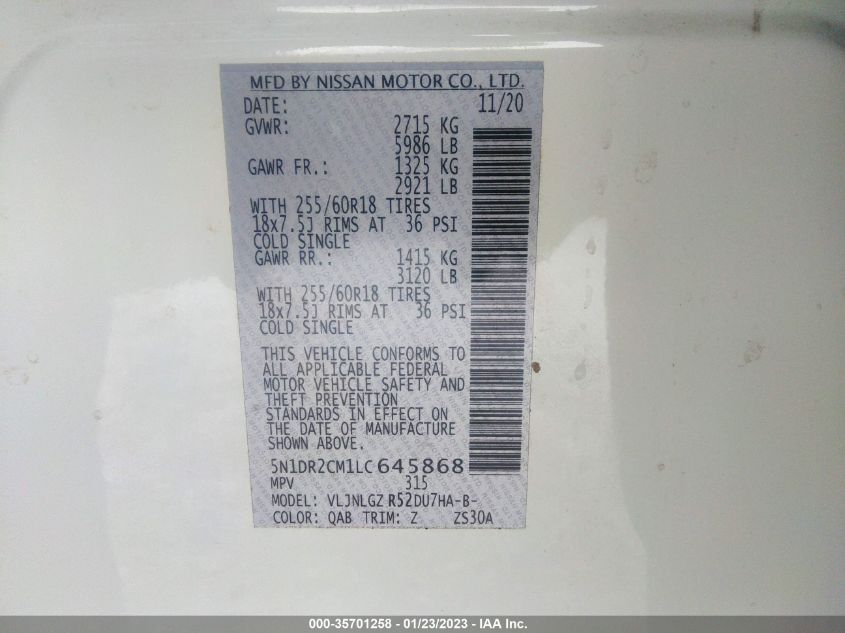 MFD BY NISSAN MOTOR CO., LTD.
DATE: 11/20
GVWR: 2715 KG
5986 LB
GAWR FR.: 1325 KG
2921 LB
WITH 255/60R18 TIRES
18x7.5J RIMS AT 36 PSI
COLD SINGLE
GAWR RR.: 1415 KG
3120 LB
WITH 255/60R18 TIRES
18x7.5J RIMS AT 36 PSI
COLD SINGLE
THIS VEHICLE CONFORMS TO
ALL APPLICABLE FEDERAL
MOTOR VEHICLE SAFETY AND
THEFT PREVENTION
STANDARDS IN EFFECT ON
THE DATE OF MANUFACTURE
SHOWN ABOVE.
5N1DR2CM1LC645868
MPV 315
MODEL: VLJNLGZ R52DU7HA-B-
COLOR: QAB TRIM: Z ZS30A
000-35701258 - 01/23/2023 - IAA Inc.